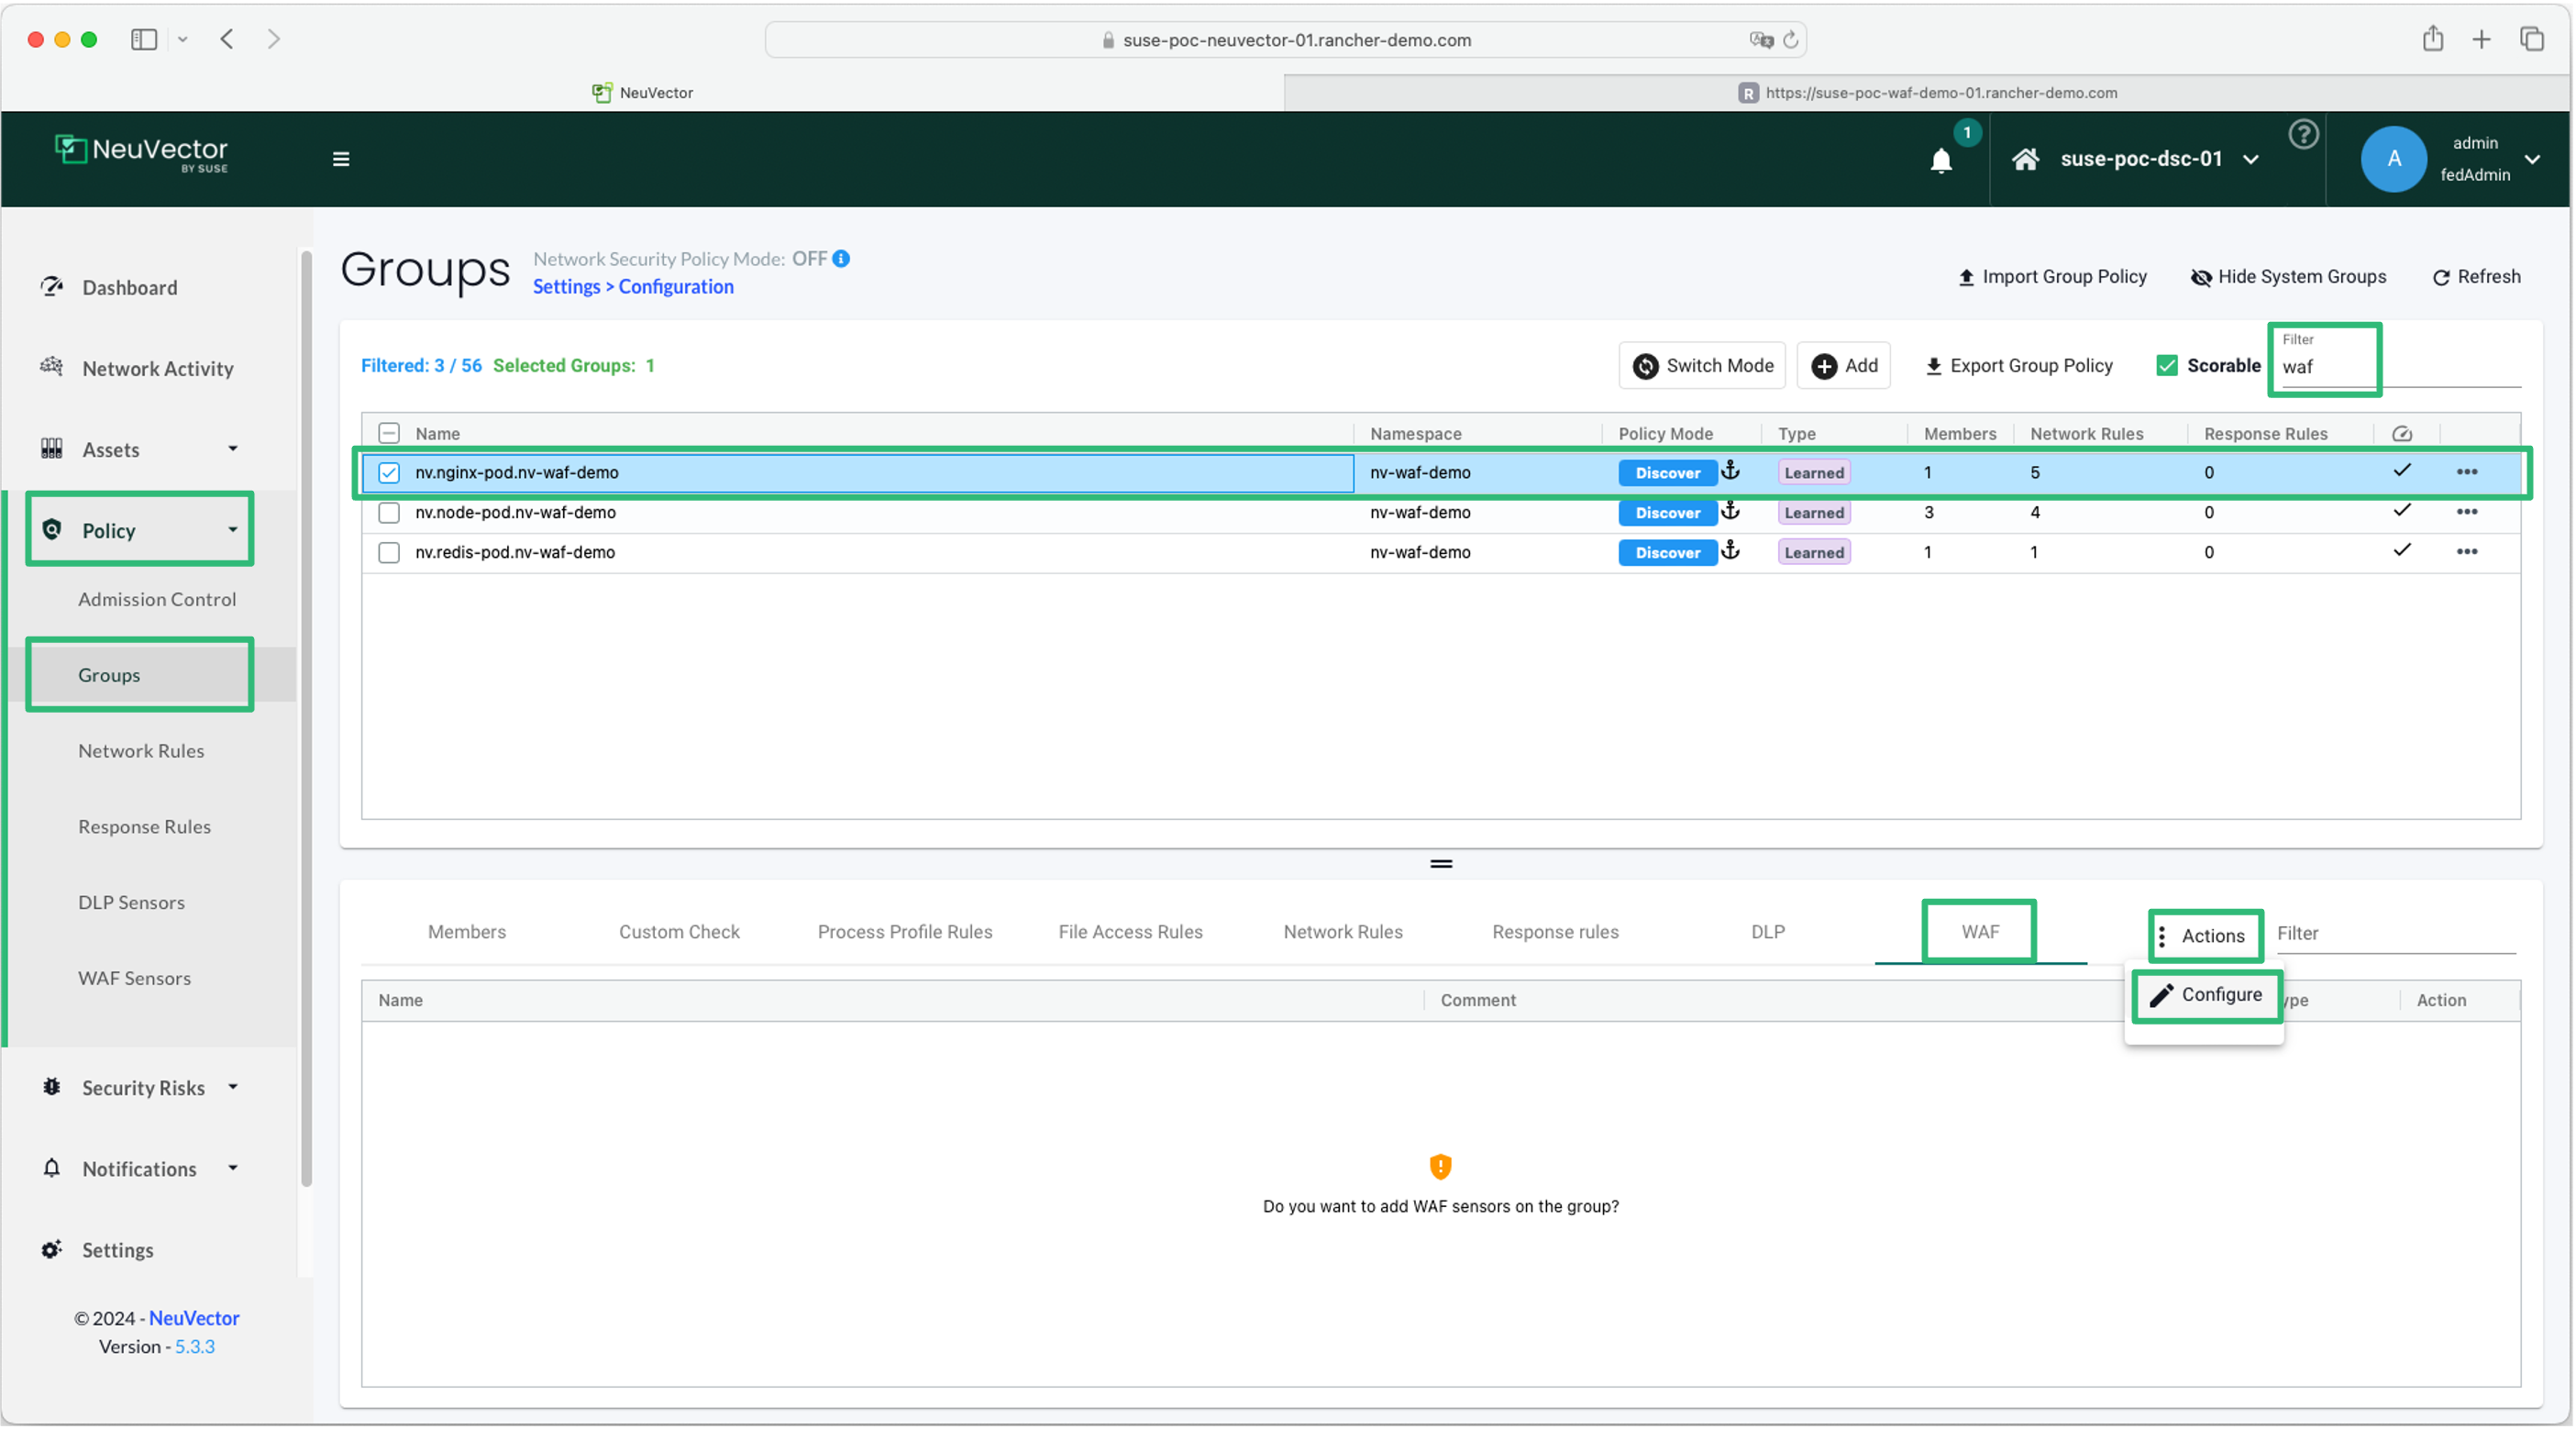 suse-poc-neuvector-01.rancher-demo.com
NeuVector
R https://suse-poc-waf-demo-01.rancher-demo.com
NeuVector
BY SUSE
1
suse-poc-dsc-01
?
A
admin
fedAdmin
Dashboard
Network Activity
Assets
Policy
Admission Control
Groups
Network Rules
Response Rules
DLP Sensors
WAF Sensors
Security Risks
Notifications
Settings
© 2024 - NeuVector
Version - 5.3.3
Groups
Network Security Policy Mode: OFF
Settings > Configuration
Import Group Policy Hide System Groups Refresh
Filtered: 3 / 56 Selected Groups: 1
Switch Mode Add Export Group Policy Scorable
Filter
waf
Name Namespace Policy Mode Type Members Network Rules Response Rules
nv.nginx-pod.nv-waf-demo nv-waf-demo Discover Learned 1 5 0
nv.node-pod.nv-waf-demo nv-waf-demo Discover Learned 3 4 0
nv.redis-pod.nv-waf-demo nv-waf-demo Discover Learned 1 1 0
Members Custom Check Process Profile Rules File Access Rules Network Rules Response rules DLP WAF Actions Filter
Configure
Name Comment ype Action
Do you want to add WAF sensors on the group?